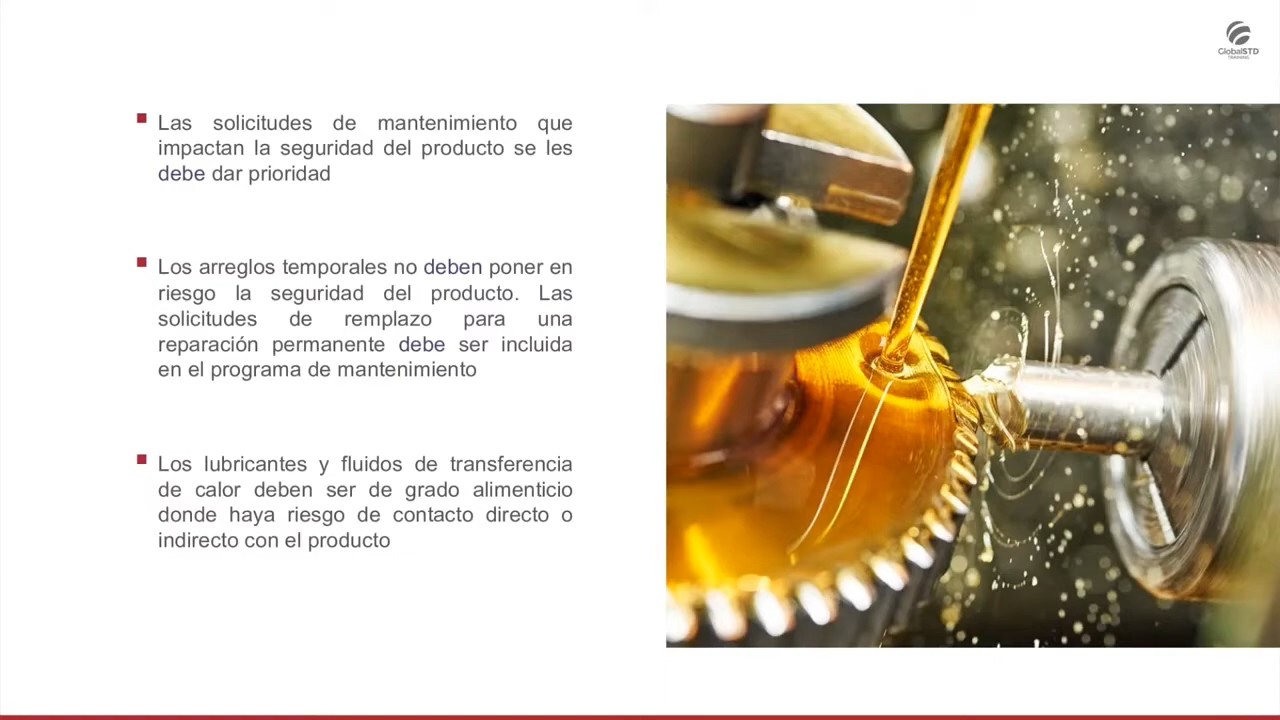 GlobalSTD
TRAINING
Las solicitudes de mantenimiento que
impactan la seguridad del producto se les
debe dar prioridad
Los arreglos temporales no deben poner en
riesgo la seguridad del producto. Las
solicitudes de remplazo para una
reparación permanente debe ser incluida
en el programa de mantenimiento
Los lubricantes y fluidos de transferencia
de calor deben ser de grado alimenticio
donde haya riesgo de contacto directo o
indirecto con el producto